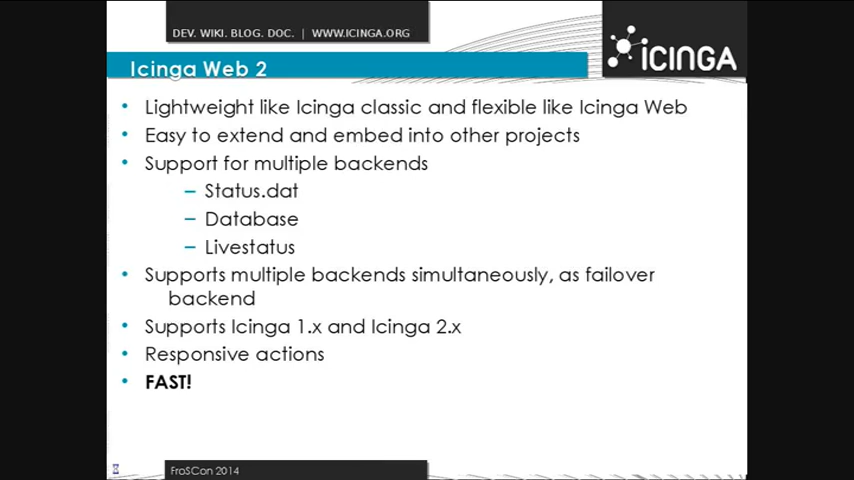 DEV. WIKI. BLOG. DOC. | WWW.ICINGA.ORG
ICINGA
Icinga Web 2
• Lightweight like Icinga classic and flexible like Icinga Web
• Easy to extend and embed into other projects
• Support for multiple backends
– Status.dat
– Database
– Livestatus
• Supports multiple backends simultaneously, as failover
backend
• Supports Icinga 1.x and Icinga 2.x
• Responsive actions
• FAST!
FroSCon 2014